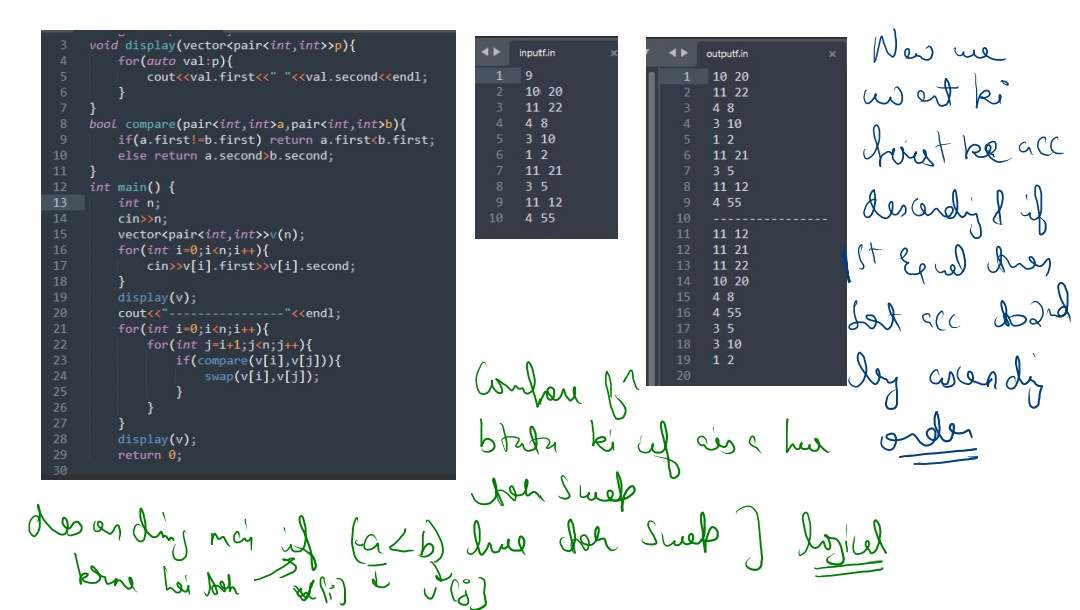 3 void display(vector<pair<int,int>>p){
4 for(auto val:p){
5 cout<<val.first<<" "<<val.second<<endl;
6 }
7 }
8 bool compare(pair<int,int>a,pair<int,int>b){
9 if(a.first!=b.first) return a.first<b.first;
10 else return a.second>b.second;
11 }
12 int main() {
13 int n;
14 cin>>n;
15 vector<pair<int,int>>v(n);
16 for(int i=0;i<n;i++){
17 cin>>v[i].first>>v[i].second;
18 }
19 display(v);
20 cout<<"----------------"<<endl;
21 for(int i=0;i<n;i++){
22 for(int j=i+1;j<n;j++){
23 if(compare(v[i],v[j])){
24 swap(v[i],v[j]);
25 }
26 }
27 }
28 display(v);
29 return 0;
30
inputf.in ×
1 9
2 10 20
3 11 22
4 4 8
5 3 10
6 1 2
7 11 21
8 3 5
9 11 12
10 4 55
outputf.in ×
1 10 20
2 11 22
3 4 8
4 3 10
5 1 2
6 11 21
7 3 5
8 11 12
9 4 55
10 ----------------
11 11 12
12 11 21
13 11 22
14 10 20
15 4 8
16 4 55
17 3 5
18 3 10
19 1 2
20
Now we
want ki
first ke acc
descending & if
1st Equal then
sort acc to 2nd
by ascending
order
Compare fn
btata ki if aisa hue
toh swap
descending mai if (a<b) hue toh swap ] logical
krne hai toh v[i] v[j]